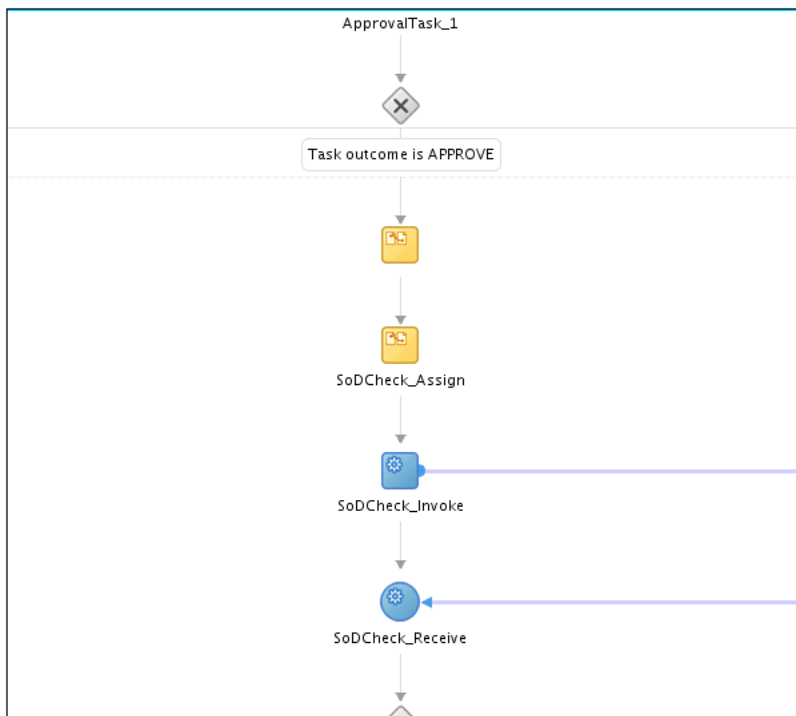 ApprovalTask_1
Task outcome is APPROVE
SoDCheck_Assign
SoDCheck_Invoke
SoDCheck_Receive